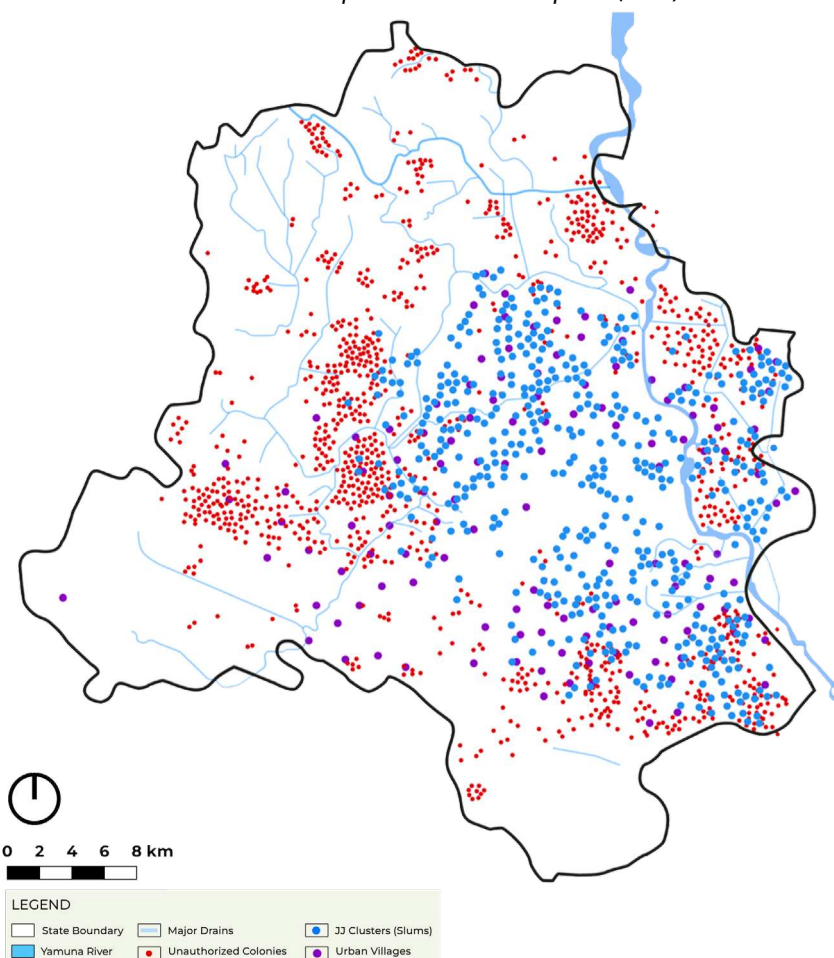 0 2 4 6 8 km
LEGEND
State Boundary Major Drains JJ Clusters (Slums)
Yamuna River Unauthorized Colonies Urban Villages